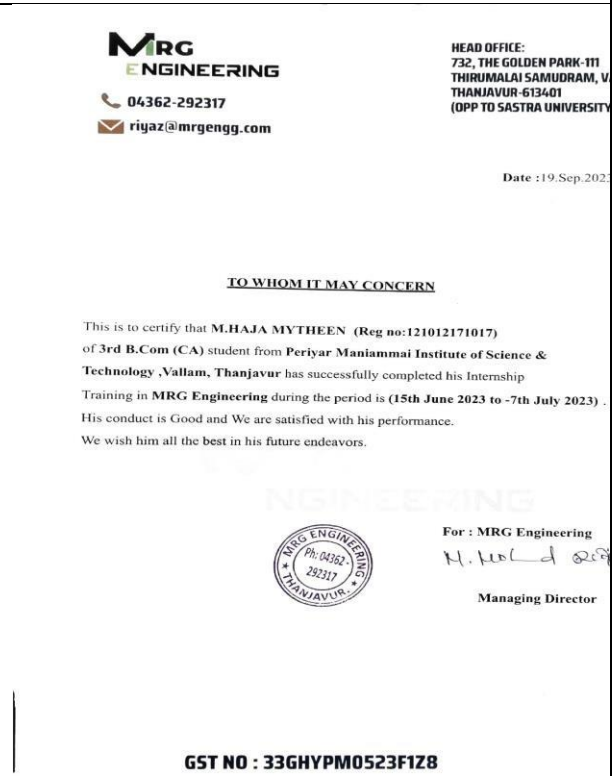 MRG
ENGINEERING
04362-292317
riyaz@mrgengg.com
HEAD OFFICE:
732, THE GOLDEN PARK-111
THIRUMALAI SAMUDRAM,
THANJAVUR-613401
(OPP TO SASTRA UNIVERSITY
Date :19.Sep.202
TO WHOM IT MAY CONCERN
This is to certify that M.HAJA MYTHEEN (Reg no:121012171017)
of 3rd B.Com (CA) student from Periyar Maniammai Institute of Science &
Technology ,Vallam, Thanjavur has successfully completed his Internship
Training in MRG Engineering during the period is (15th June 2023 to -7th July 2023) .
His conduct is Good and We are satisfied with his performance.
We wish him all the best in his future endeavors.
NGINEERING
MRG ENGINEERING
Ph: 04362-
292317
★ THANJAVUR. ★
For : MRG Engineering
Managing Director
GST NO : 33GHYPM0523F1Z8